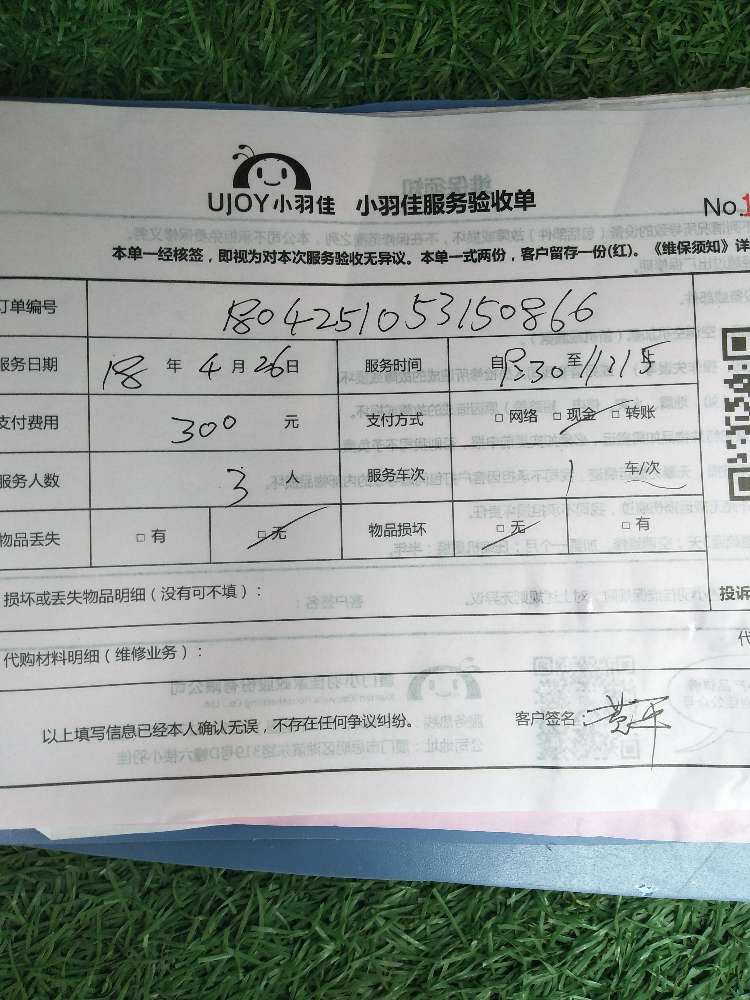 UJOY小羽佳 小羽佳服务验收单
No.1
本单一经核签，即视为对本次服务验收无异议。本单一式两份，客户留存一份(红)。《维保须知》详
订单编号 1804251053150866
服务日期 18 年 4 月 26 日 服务时间 自 8:30 至 11:215
支付费用 300 元 支付方式 □ 网络 □ 现金 □ 转账
服务人数 3 人 服务车次 1 车/次
物品丢失 □ 有 □ 无 物品损坏 □ 无 □ 有
损坏或丢失物品明细（没有可不填）：
投诉
代购材料明细（维修业务）：
以上填写信息已经本人确认无误，不存在任何争议纠纷。 客户签名：